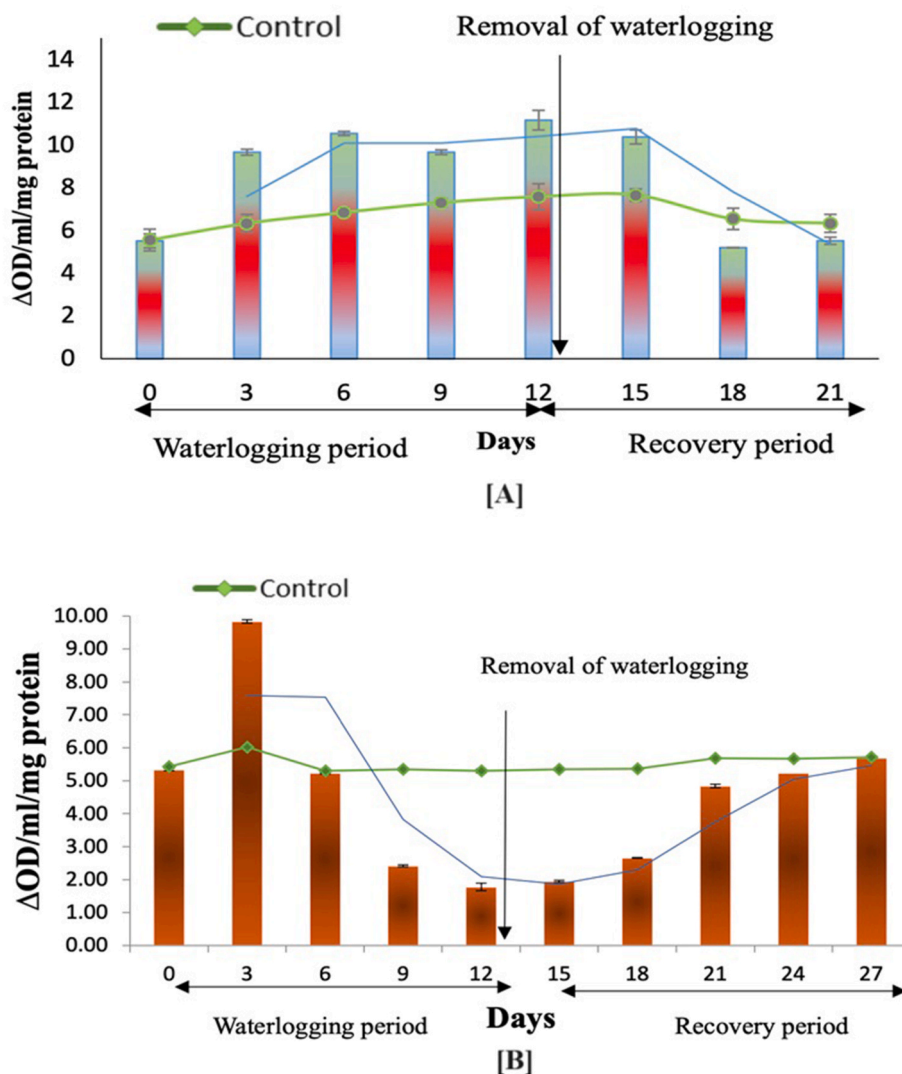 Control
Removal of waterlogging
14
12
10
8
6
4
2
0
ΔOD/ml/mg protein
0 3 6 9 12 15 18 21
Waterlogging period Days Recovery period
[A]
Control
10.00
9.00
8.00
7.00
6.00
5.00
4.00
3.00
2.00
1.00
0.00
ΔOD/ml/mg protein
Removal of waterlogging
0 3 6 9 12 15 18 21 24 27
Waterlogging period Days Recovery period
[B]